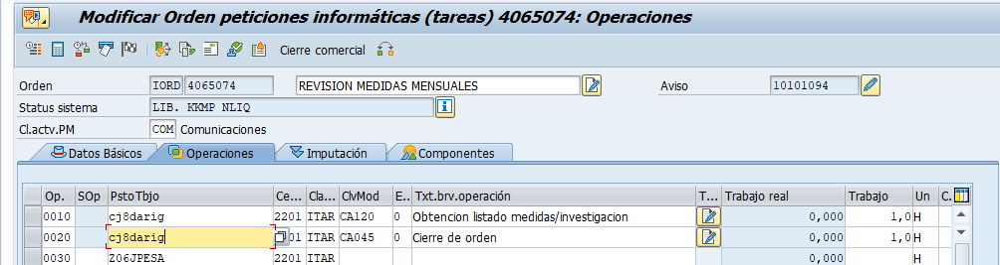 Modificar Orden peticiones informáticas (tareas) 4065074: Operaciones
Cierre comercial
Orden IORD 4065074 REVISION MEDIDAS MENSUALES Aviso 10101094
Status sistema LIB. KKMP NLIQ
Cl.actv.PM COM Comunicaciones
Datos Básicos Operaciones Imputación Componentes
Op. SOp PstoTbjo Ce... Cla... ClvMod E.. Txt.brv.operación T... Trabajo real Trabajo Un C.
0010 cj8darig 2201 ITAR CA120 0 Obtencion listado medidas/investigacion 0,000 1,0 H
0020 cj8darig 01 ITAR CA045 0 Cierre de orden 0,000 1,0 H
0030 Z06JPESA 2201 ITAR 0,000 H